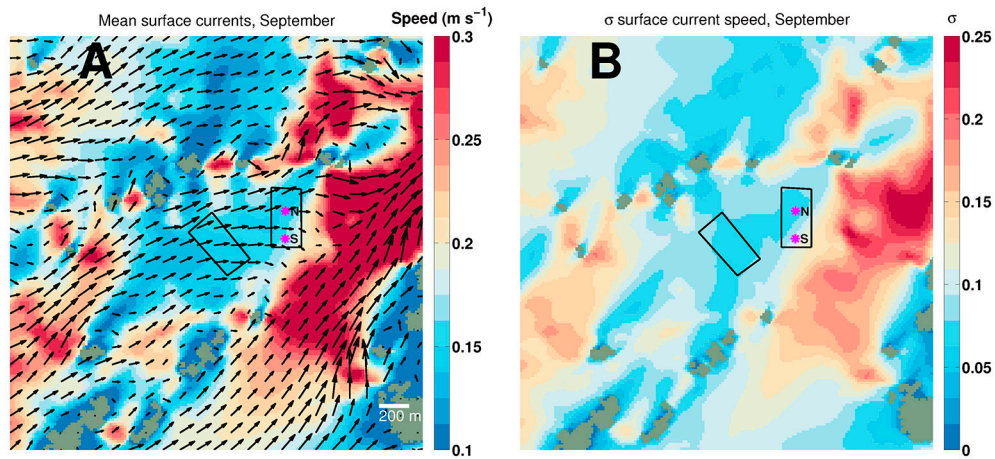 Mean surface currents, September
Speed (m s⁻¹)
A
0.3
0.25
0.2
0.15
0.1
N
S
200 m
σ surface current speed, September
σ
B
0.25
0.2
0.15
0.1
0.05
0
N
S